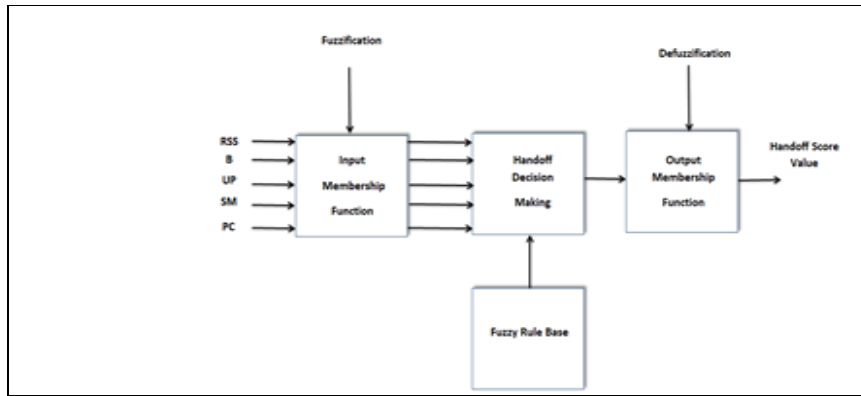 Fuzzification
Defuzzification
RSS
B
UP
SM
PC
Input
Membership
Function
Handoff
Decision
Making
Output
Membership
Function
Handoff Score
Value
Fuzzy Rule Base